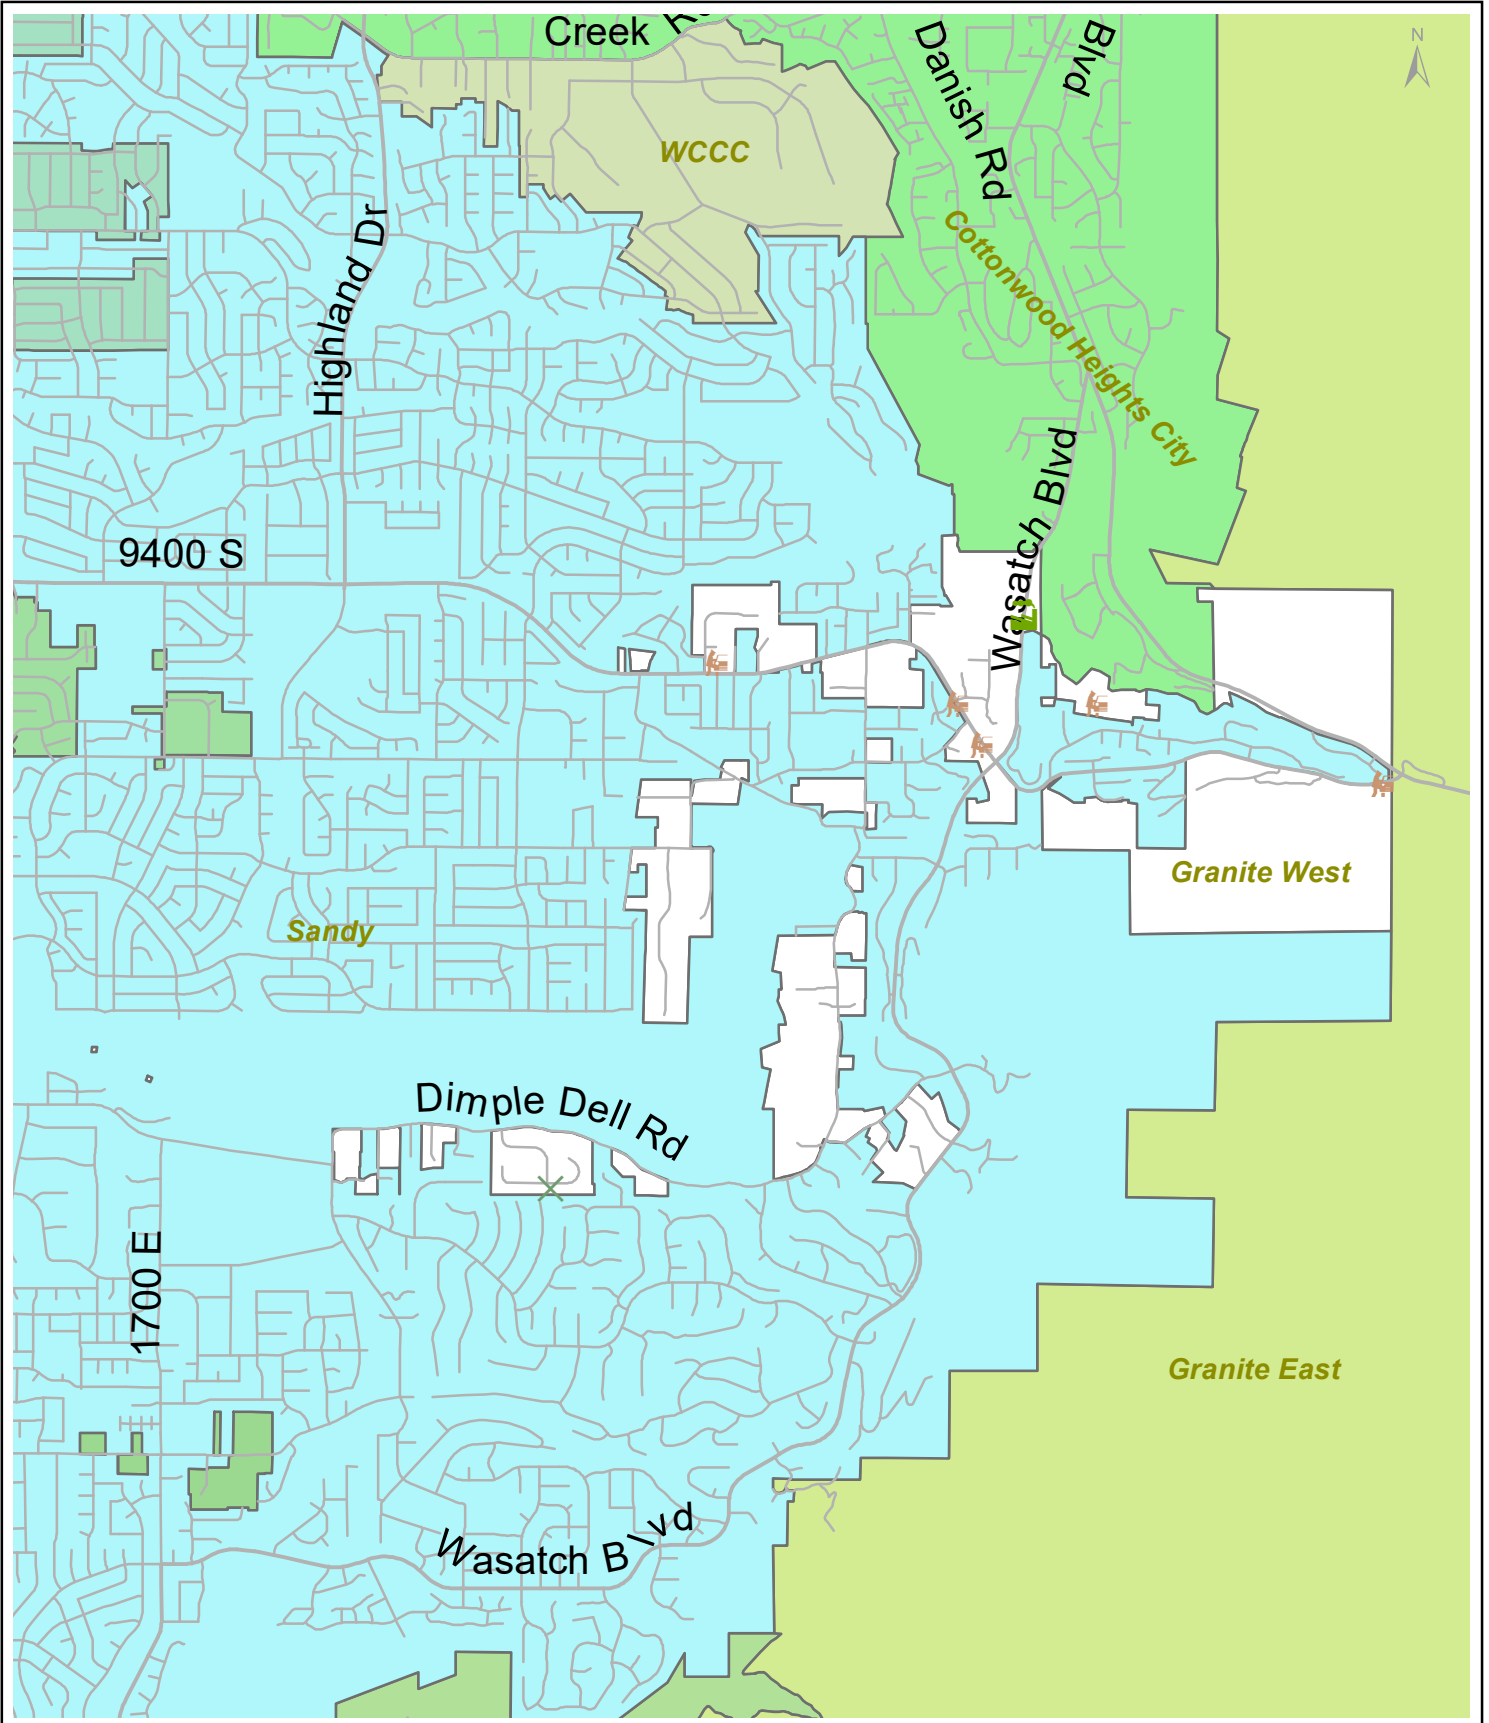 Creek
Blvd
N
Danish Rd
WCCC
Highland Dr
Cottonwood Heights City
Wasatch Blvd
9400 S
Granite West
Sandy
Dimple Dell Rd
1700 E
Granite East
Wasatch Blvd